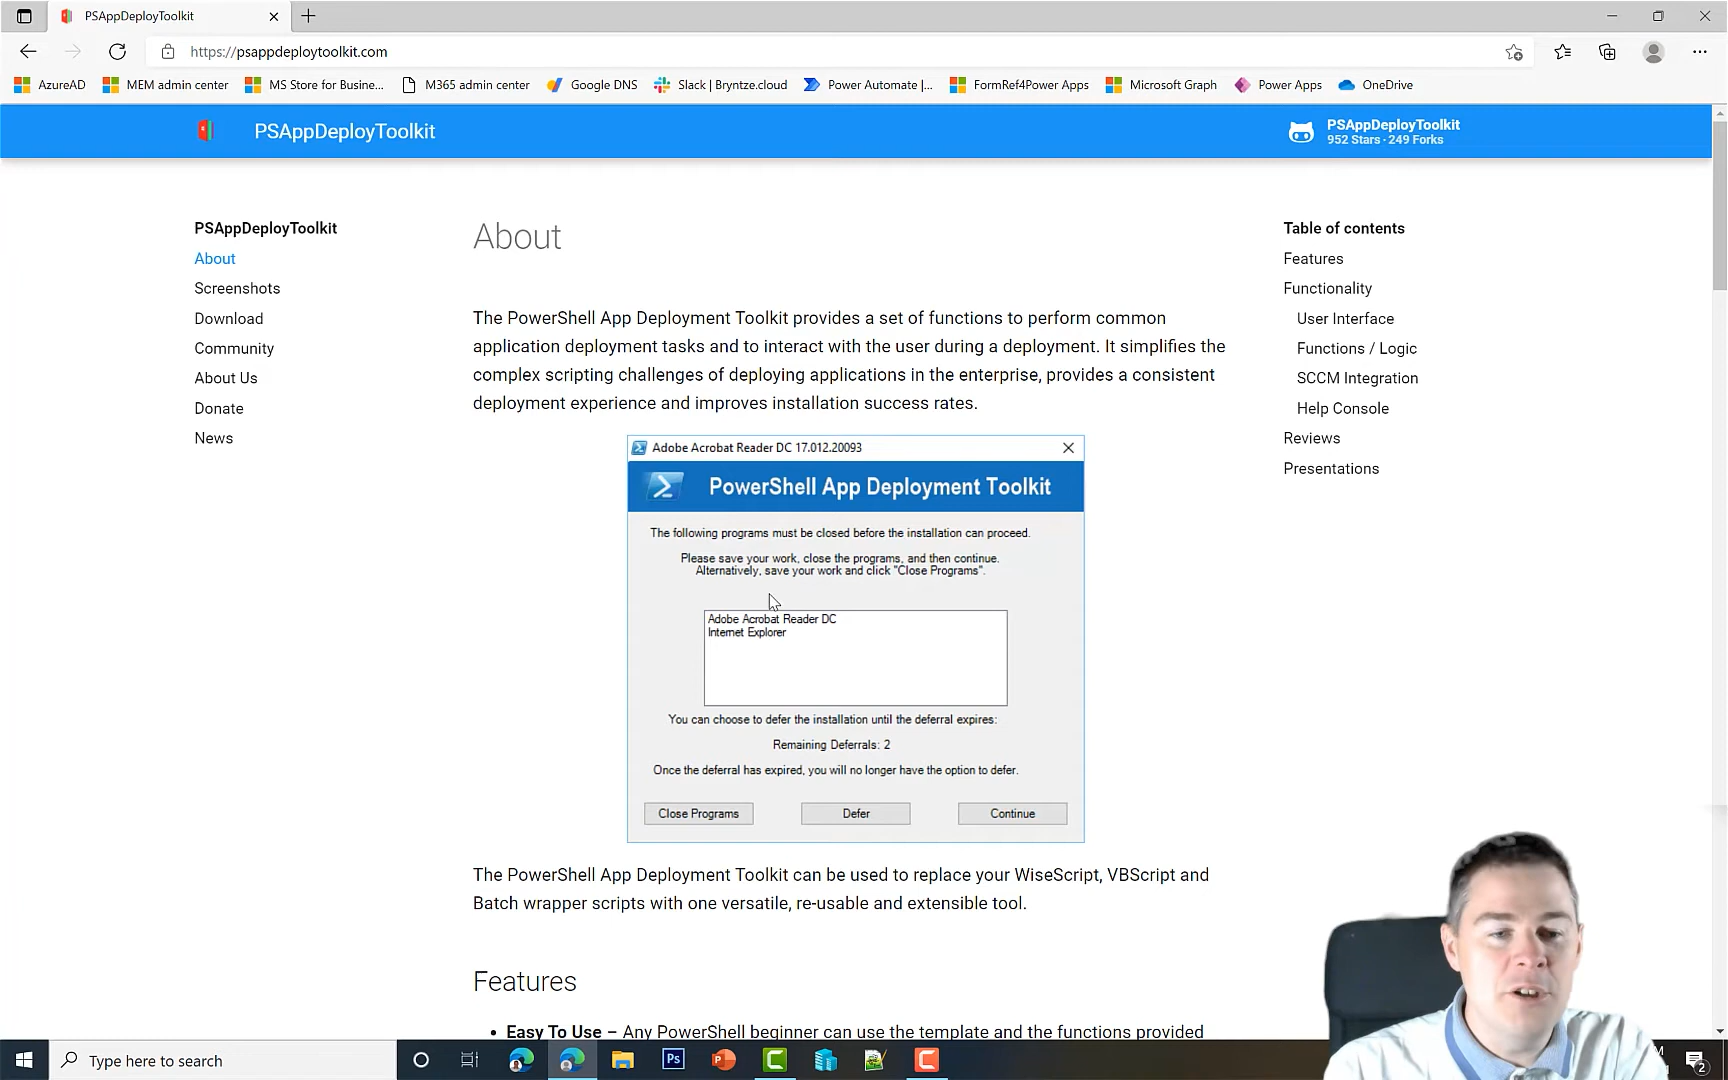 PSAppDeployToolkit
https://psappdeploytoolkit.com
AzureAD
MEM admin center
MS Store for Busine...
M365 admin center
Google DNS
Slack | Bryntze.cloud
Power Automate |...
FormRef4Power Apps
Microsoft Graph
Power Apps
OneDrive
PSAppDeployToolkit
PSAppDeployToolkit
952 Stars · 249 Forks
PSAppDeployToolkit
About
Screenshots
Download
Community
About Us
Donate
News
About
The PowerShell App Deployment Toolkit provides a set of functions to perform common
application deployment tasks and to interact with the user during a deployment. It simplifies the
complex scripting challenges of deploying applications in the enterprise, provides a consistent
deployment experience and improves installation success rates.
Adobe Acrobat Reader DC 17.012.20093
PowerShell App Deployment Toolkit
The following programs must be closed before the installation can proceed.
Please save your work, close the programs, and then continue.
Alternatively, save your work and click "Close Programs".
Adobe Acrobat Reader DC
Internet Explorer
You can choose to defer the installation until the deferral expires:
Remaining Deferrals: 2
Once the deferral has expired, you will no longer have the option to defer.
Close Programs
Defer
Continue
The PowerShell App Deployment Toolkit can be used to replace your WiseScript, VBScript and
Batch wrapper scripts with one versatile, re-usable and extensible tool.
Features
• Easy To Use – Any PowerShell beginner can use the template and the functions provided
Table of contents
Features
Functionality
User Interface
Functions / Logic
SCCM Integration
Help Console
Reviews
Presentations
Type here to search
Ps
P
C
C
M
2